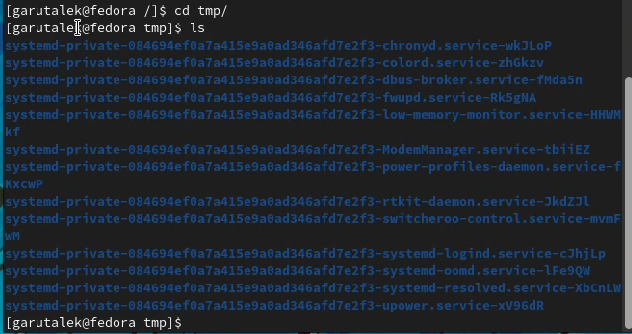 [garutalek@fedora /]$ cd tmp/
[garutalek@fedora tmp]$ ls
systemd-private-084694ef0a7a415e9a0ad346afd7e2f3-chronyd.service-wkJLoP
systemd-private-084694ef0a7a415e9a0ad346afd7e2f3-colord.service-zhGkzv
systemd-private-084694ef0a7a415e9a0ad346afd7e2f3-dbus-broker.service-fMda5n
systemd-private-084694ef0a7a415e9a0ad346afd7e2f3-fwupd.service-Rk5gNA
systemd-private-084694ef0a7a415e9a0ad346afd7e2f3-low-memory-monitor.service-HHWM
kf
systemd-private-084694ef0a7a415e9a0ad346afd7e2f3-ModemManager.service-tbiiEZ
systemd-private-084694ef0a7a415e9a0ad346afd7e2f3-power-profiles-daemon.service-f
KxcwP
systemd-private-084694ef0a7a415e9a0ad346afd7e2f3-rtkit-daemon.service-JkdZJl
systemd-private-084694ef0a7a415e9a0ad346afd7e2f3-switcheroo-control.service-mvmF
wM
systemd-private-084694ef0a7a415e9a0ad346afd7e2f3-systemd-logind.service-cJhjLp
systemd-private-084694ef0a7a415e9a0ad346afd7e2f3-systemd-oomd.service-lFe9QW
systemd-private-084694ef0a7a415e9a0ad346afd7e2f3-systemd-resolved.service-XbCnLW
systemd-private-084694ef0a7a415e9a0ad346afd7e2f3-upower.service-xV96dR
[garutalek@fedora tmp]$